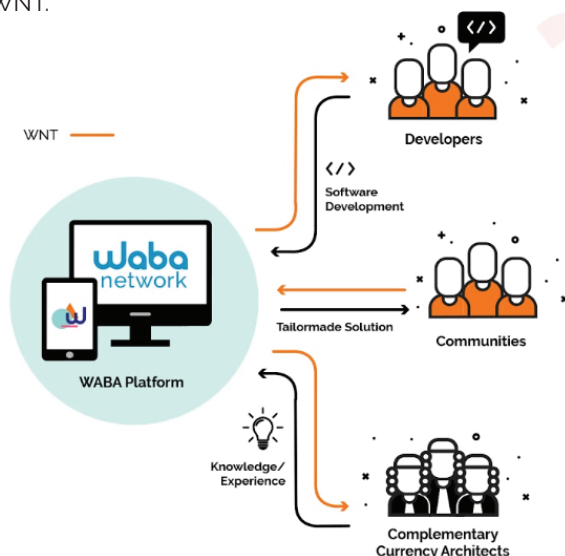 WNT.
</>
Developers
WNT
</>
Software
Development
waba
network
W
Tailormade Solution
Communities
WABA Platform
Knowledge/
Experience
Complementary
Currency Architects